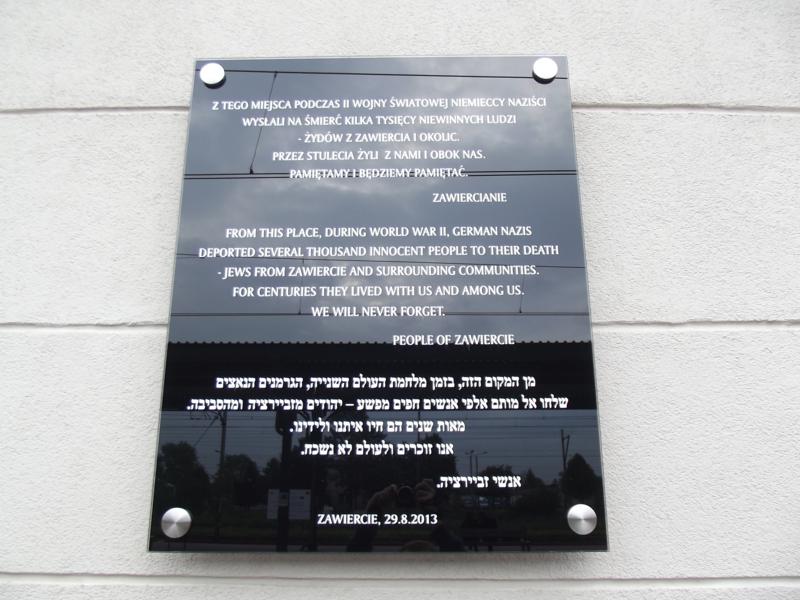 Z TEGO MIEJSCA PODCZAS II WOJNY ŚWIATOWEJ NIEMIECCY NAZIŚCI
WYSŁALI NA ŚMIERĆ KILKA TYSIĘCY NIEWINNYCH LUDZI
- ŻYDÓW Z ZAWIERCIA I OKOLIC.
PRZEZ STULECIA ŻYLI Z NAMI I OBOK NAS.
PAMIĘTAMY I BĘDZIEMY PAMIĘTAĆ.
ZAWIERCIANIE
FROM THIS PLACE, DURING WORLD WAR II, GERMAN NAZIS
DEPORTED SEVERAL THOUSAND INNOCENT PEOPLE TO THEIR DEATH
- JEWS FROM ZAWIERCIE AND SURROUNDING COMMUNITIES.
FOR CENTURIES THEY LIVED WITH US AND AMONG US.
WE WILL NEVER FORGET.
PEOPLE OF ZAWIERCIE
מן המקום הזה, בזמן מלחמת העולם השנייה, הגרמנים הנאצים
שלחו אל מותם אלפי אנשים חפים מפשע – יהודים מזביירציה ומהסביבה.
מאות שנים הם חיו איתנו ולידינו.
אנו זוכרים ולעולם לא נשכח.
אנשי זביירציה.
ZAWIERCIE, 29.8.2013